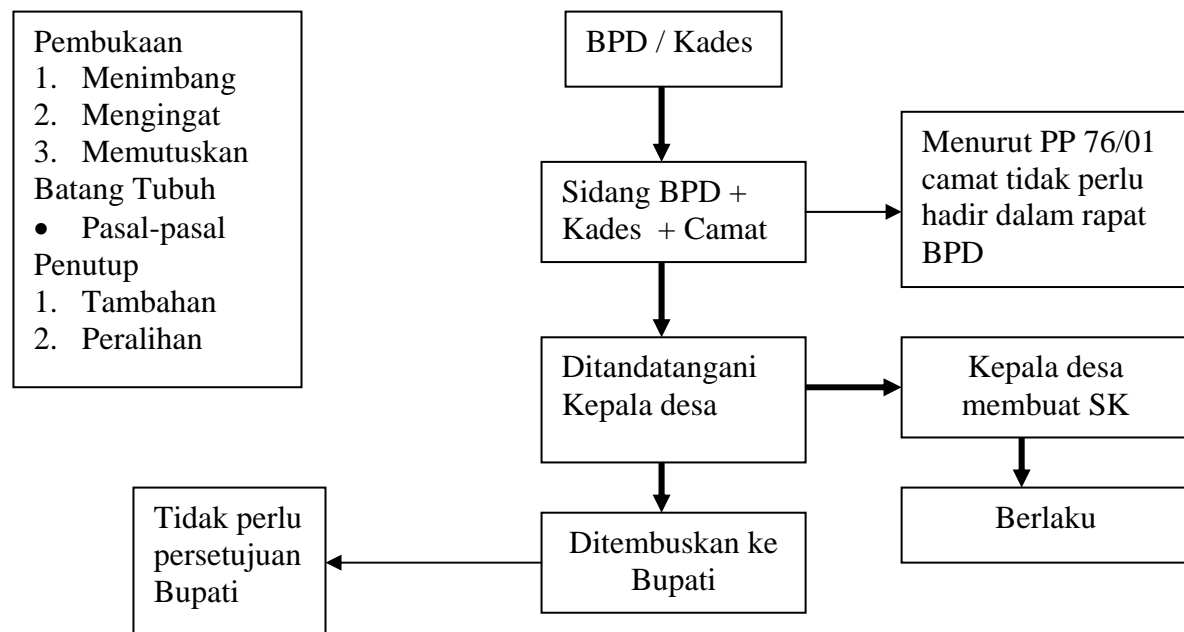 Pembukaan
1. Menimbang
2. Mengingat
3. Memutuskan
Batang Tubuh
• Pasal-pasal
Penutup
1. Tambahan
2. Peralihan
BPD / Kades
Sidang BPD +
Kades + Camat
Menurut PP 76/01
camat tidak perlu
hadir dalam rapat
BPD
Ditandatangani
Kepala desa
Kepala desa
membuat SK
Berlaku
Ditembuskan ke
Bupati
Tidak perlu
persetujuan
Bupati